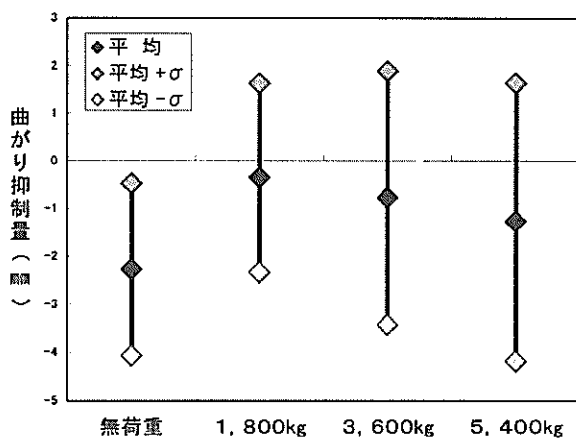 3
2
1
0
-1
-2
-3
-4
-5
平 均
平均+σ
平均-σ
曲がり抑制量(㎜)
無荷重
1,800kg
3,600kg
5,400kg